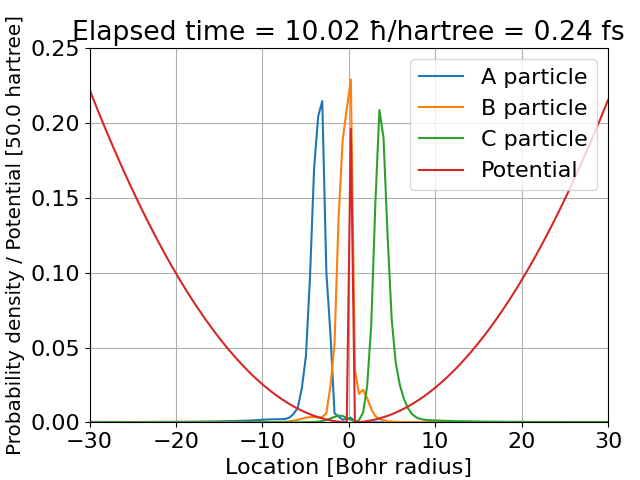 Elapsed time = 10.02 ħ/hartree = 0.24 fs
Probability density / Potential [50.0 hartree]
0.25
0.20
0.15
0.10
0.05
0.00
A particle
B particle
C particle
Potential
−30
−20
−10
0
10
20
30
Location [Bohr radius]